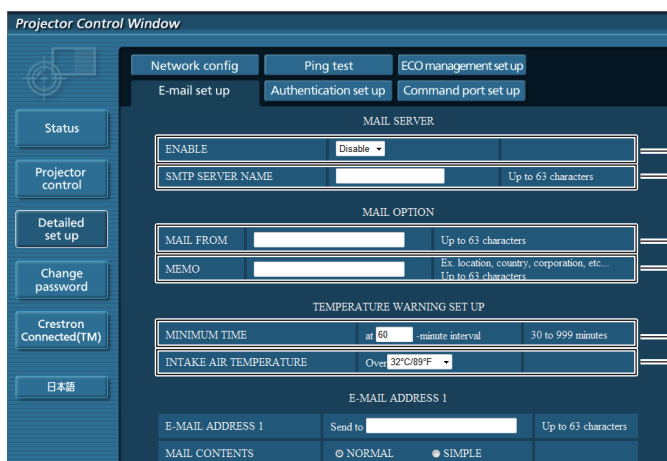 Projector Control Window
Network config
Ping test
ECO management set up
E-mail set up
Authentication set up
Command port set up
Status
Projector control
Detailed set up
Change password
Crestron Connected(TM)
日本語
MAIL SERVER
ENABLE
Disable
SMTP SERVER NAME
Up to 63 characters
MAIL OPTION
MAIL FROM
Up to 63 characters
MEMO
Ex. location, country, corporation, etc...
Up to 63 characters
TEMPERATURE WARNING SET UP
MINIMUM TIME
at 60 -minute interval
30 to 999 minutes
INTAKE AIR TEMPERATURE
Over 32°C/89°F
E-MAIL ADDRESS 1
E-MAIL ADDRESS 1
Send to
Up to 63 characters
MAIL CONTENTS
NORMAL
SIMPLE